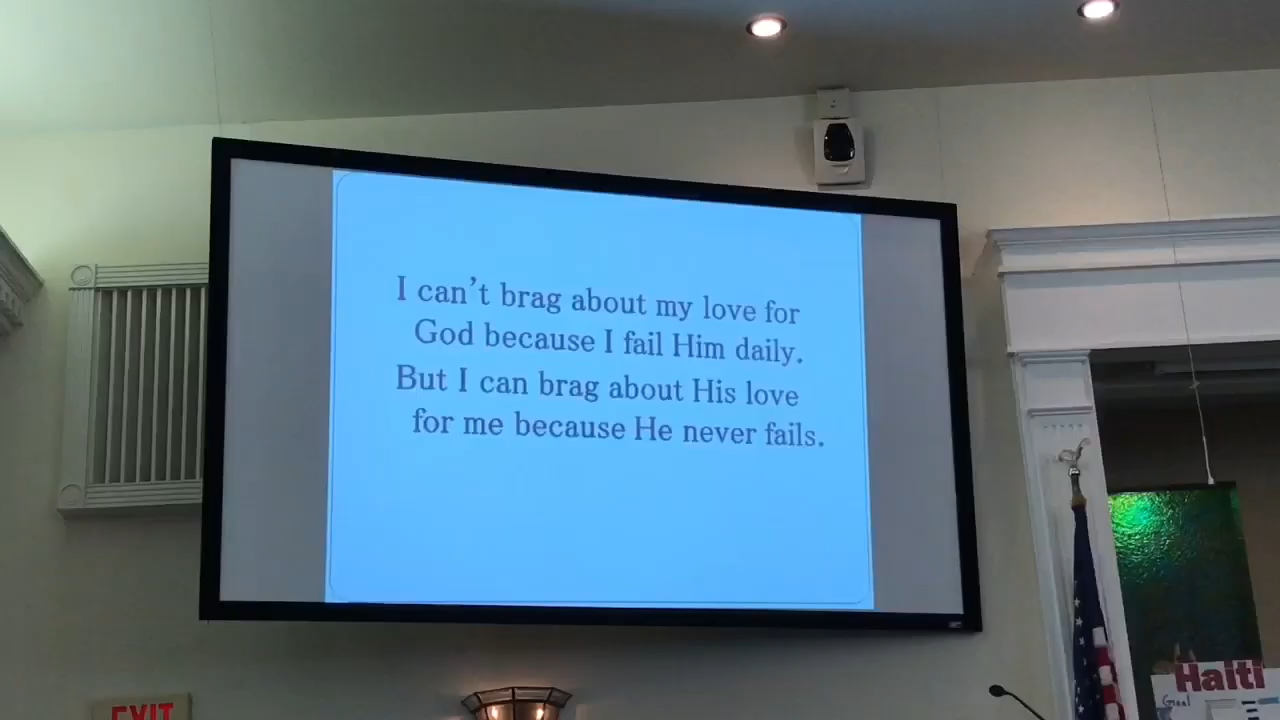 I can't brag about my love for
God because I fail Him daily.
But I can brag about His love
for me because He never fails.
EXIT
Haiti
Goal